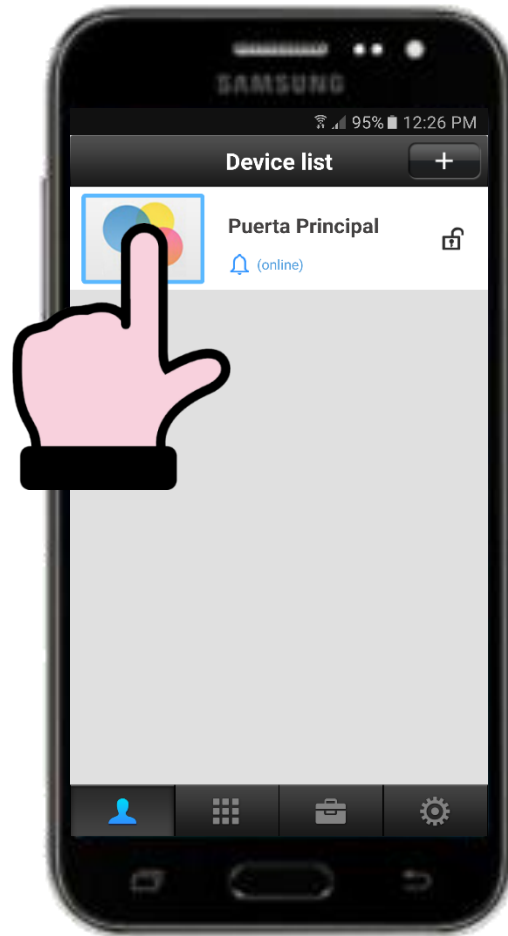 SAMSUNG
95% 12:26 PM
Device list
+
Puerta Principal
(online)